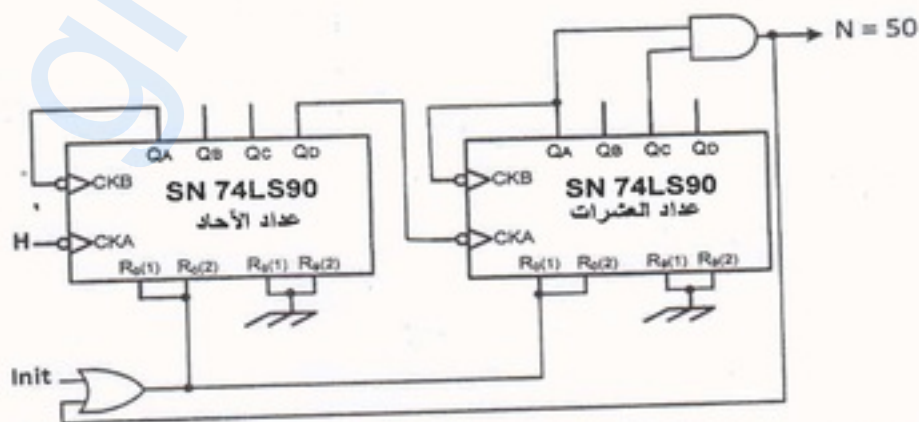 N = 50
QA QB QC QD
CKB
SN 74LS90
عداد الأحاد
H
CKA
R0(1) R0(2) R9(1) R9(2)
QA QB QC QD
CKB
SN 74LS90
عداد العشرات
CKA
R0(1) R0(2) R9(1) R9(2)
Init